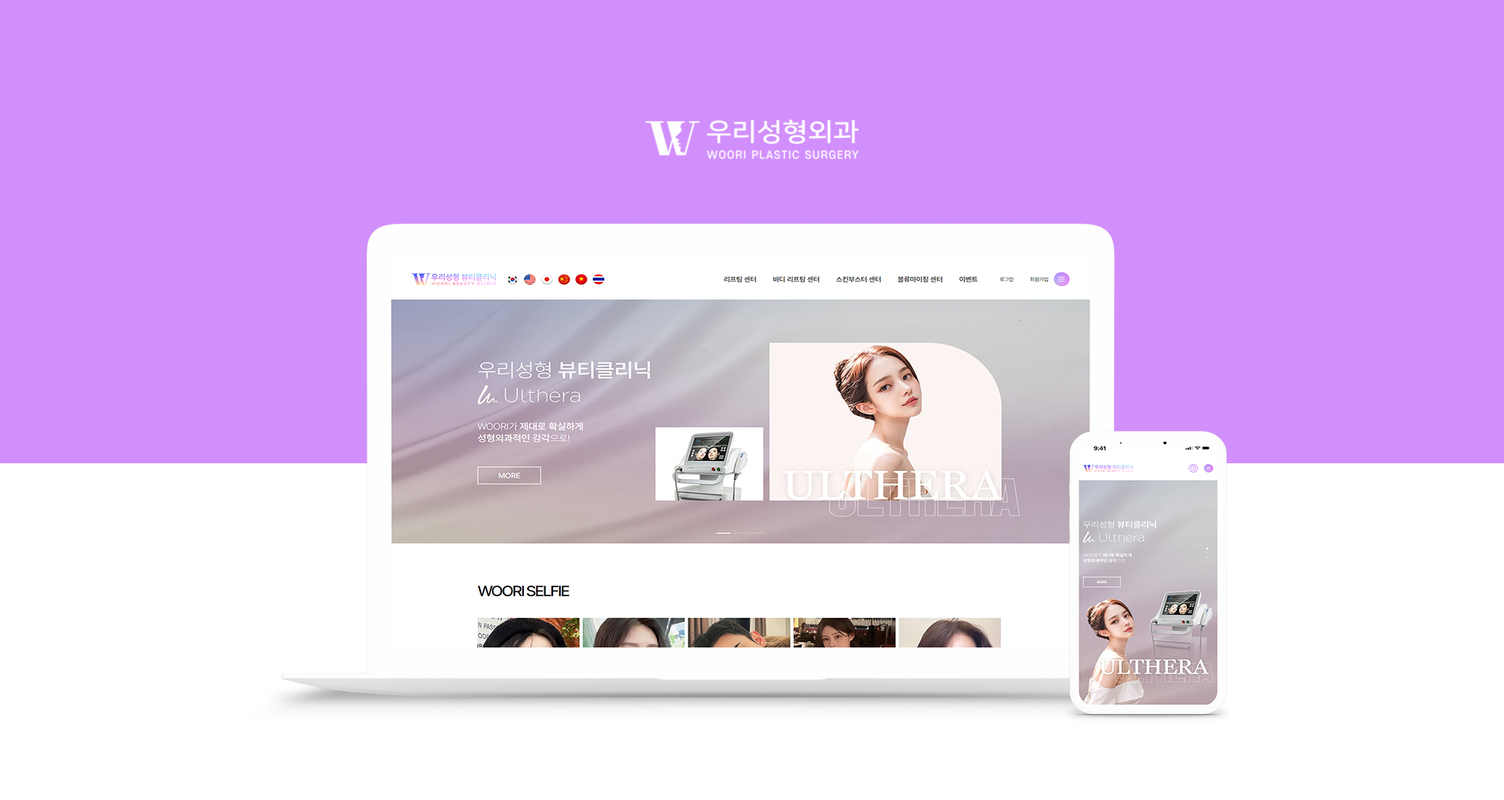 우리성형외과
WOORI PLASTIC SURGERY
우리성형 뷰티클리닉
WOORI BEAUTY CLINIC
리프팅 센터 바디 리프팅 센터 스킨부스터 센터 볼륨마이징 센터 이벤트 로그인 회원가입
우리성형 뷰티클리닉
Ulthera
WOORI가 제대로 확실하게
성형외과적인 감각으로!
MORE
ULTHERA
ULTHERA
WOORI SELFIE
9:41
우리성형 뷰티클리닉
우리성형 뷰티클리닉
Ulthera
WOORI가 제대로 확실하게
성형외과적인 감각으로!
MORE
ULTHERA
ULTHERA